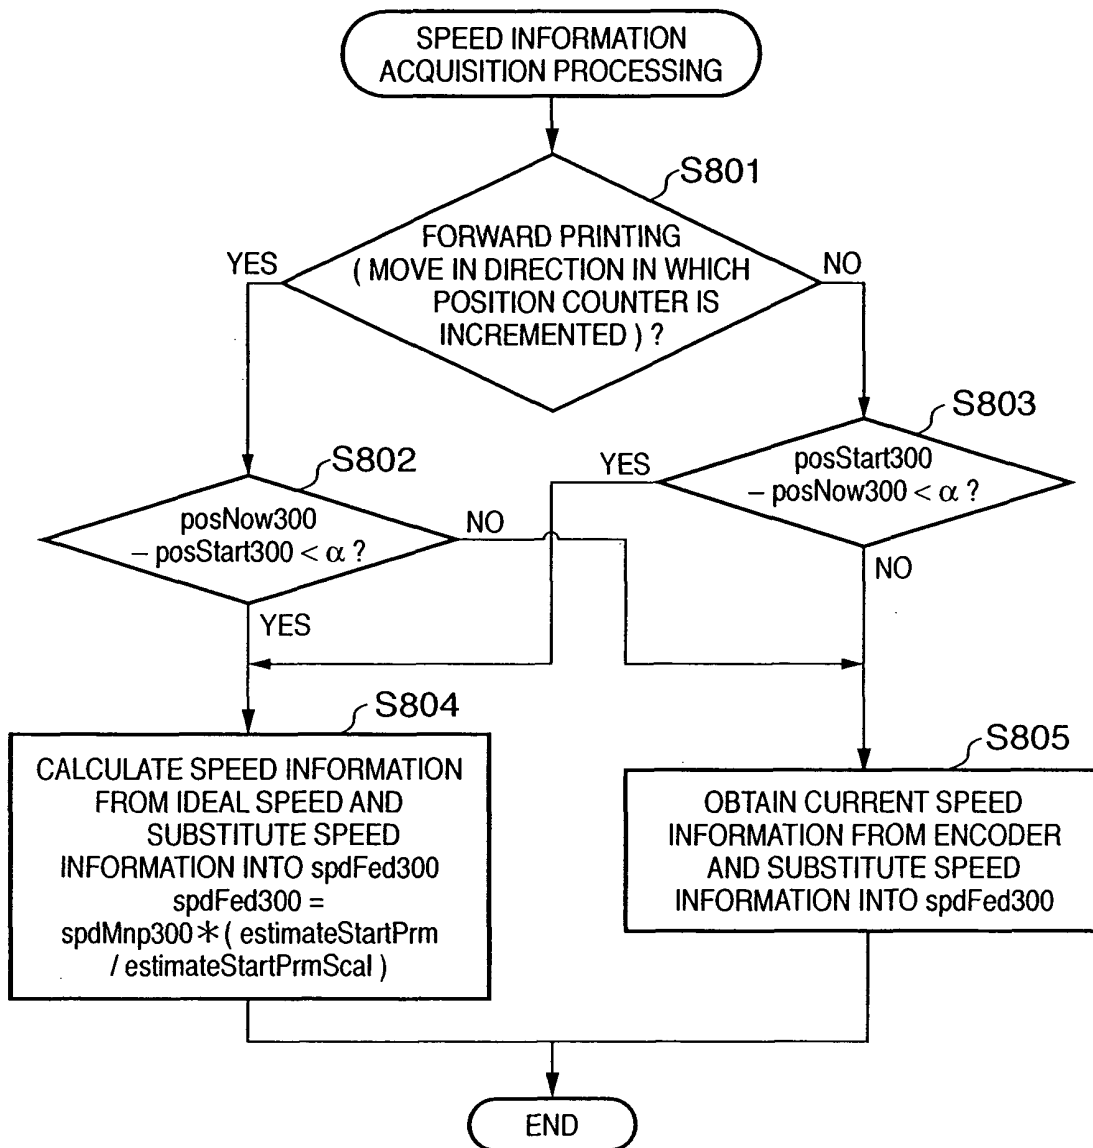 SPEED INFORMATION
ACQUISITION PROCESSING
S801
FORWARD PRINTING
( MOVE IN DIRECTION IN WHICH
POSITION COUNTER IS
INCREMENTED ) ?
YES
NO
S803
posStart300
– posNow300 < α ?
YES
NO
S802
posNow300
– posStart300 < α ?
NO
YES
S804
CALCULATE SPEED INFORMATION
FROM IDEAL SPEED AND
SUBSTITUTE SPEED
INFORMATION INTO spdFed300
spdFed300 =
spdMnp300 * ( estimateStartPrm
/ estimateStartPrmScal )
S805
OBTAIN CURRENT SPEED
INFORMATION FROM ENCODER
AND SUBSTITUTE SPEED
INFORMATION INTO spdFed300
END